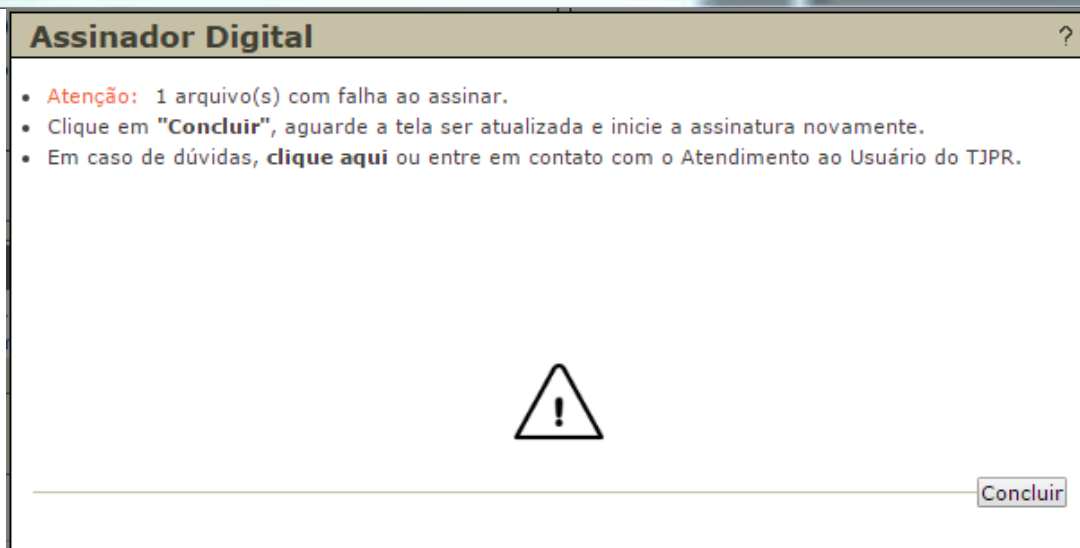 Assinador Digital ?
• Atenção: 1 arquivo(s) com falha ao assinar.
• Clique em "Concluir", aguarde a tela ser atualizada e inicie a assinatura novamente.
• Em caso de dúvidas, clique aqui ou entre em contato com o Atendimento ao Usuário do TJPR.
!
Concluir